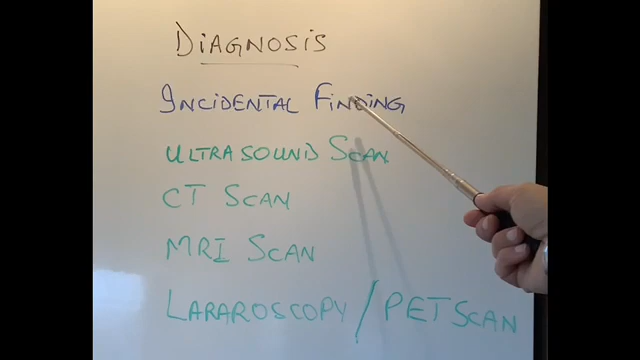 DIAGNOSIS
INCIDENTAL FINDING
ULTRASOUND SCAN
CT SCAN
MRI SCAN
LARAROSCOPY / PET SCAN